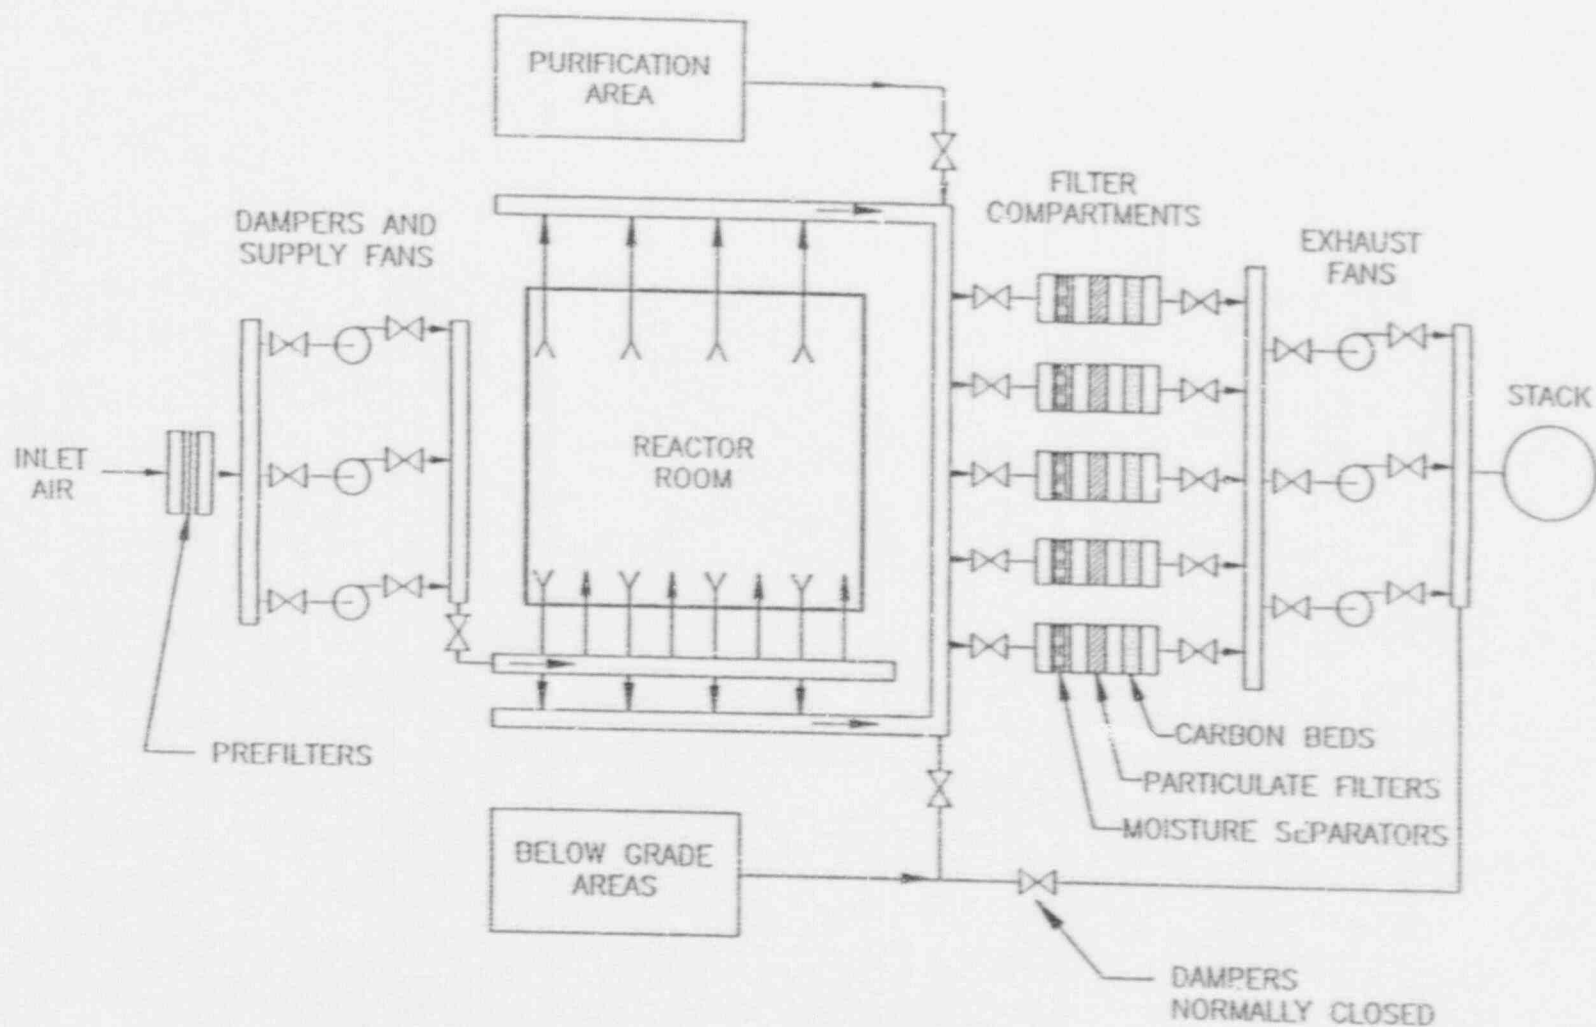 PURIFICATION
AREA
DAMPERS AND
SUPPLY FANS
FILTER
COMPARTMENTS
EXHAUST
FANS
STACK
INLET
AIR
REACTOR
ROOM
PREFILTERS
CARBON BEDS
PARTICULATE FILTERS
MOISTURE SEPARATORS
BELOW GRADE
AREAS
DAMPERS
NORMALLY CLOSED